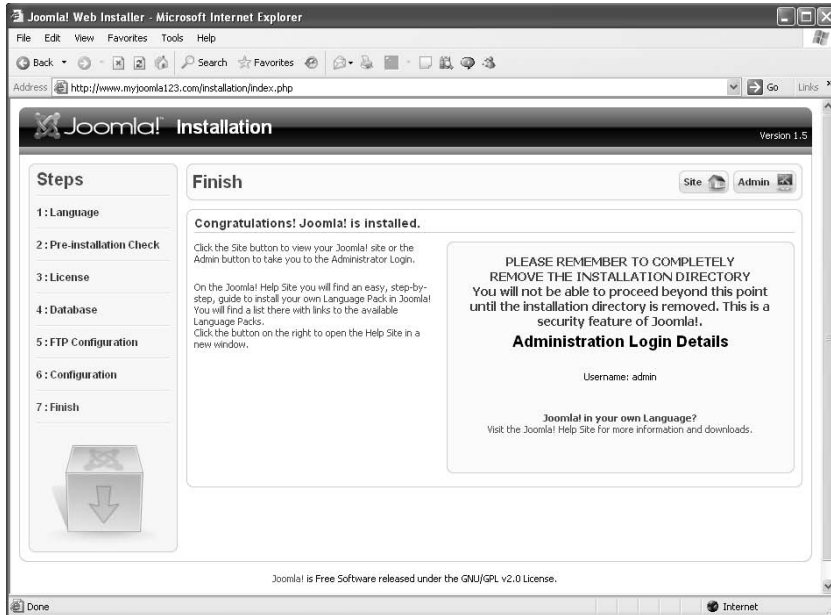 Joomla! Web Installer - Microsoft Internet Explorer
File Edit View Favorites Tools Help
Back Search Favorites
Address http://www.myjoomla123.com/installation/index.php Go Links
Joomla! Installation
Version 1.5
Steps
1 : Language
2 : Pre-installation Check
3 : License
4 : Database
5 : FTP Configuration
6 : Configuration
7 : Finish
Finish
Site Admin
Congratulations! Joomla! is installed.
Click the Site button to view your Joomla! site or the
Admin button to take you to the Administrator Login.
On the Joomla! Help Site you will find an easy, step-by-
step, guide to install your own Language Pack in Joomla!
You will find a list there with links to the available
Language Packs.
Click the button on the right to open the Help Site in a
new window.
PLEASE REMEMBER TO COMPLETELY
REMOVE THE INSTALLATION DIRECTORY
You will not be able to proceed beyond this point
until the installation directory is removed. This is a
security feature of Joomla!.
Administration Login Details
Username: admin
Joomla! in your own Language?
Visit the Joomla! Help Site for more information and downloads.
Joomla! is Free Software released under the GNU/GPL v2.0 License.
Done
Internet